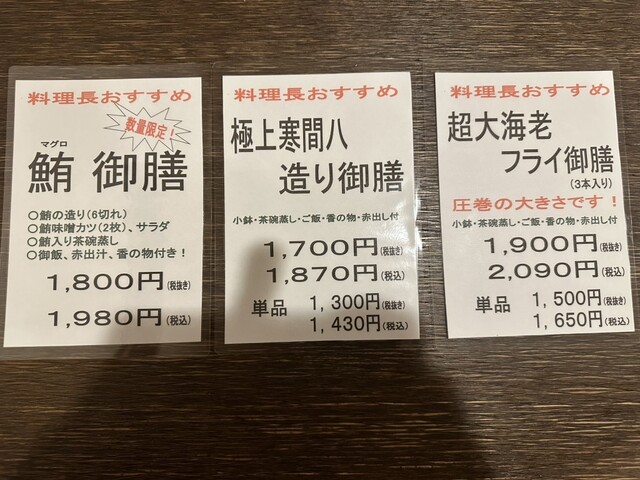 料理長おすすめ
数量限定！
マグロ
鮪 御膳
○鮪の造り(6切れ)
○鮪味噌カツ(2枚)、サラダ
○鮪入り茶碗蒸し
○御飯、赤出汁、香の物付き！
1,800円(税抜き)
1,980円(税込)
料理長おすすめ
極上寒間八
造り御膳
小鉢・茶碗蒸し・ご飯・香の物・赤出し付
1,700円(税抜き)
1,870円(税込)
単品 1,300円(税抜き)
1,430円(税込)
料理長おすすめ
超大海老
フライ御膳
(3本入り)
圧巻の大きさです！
小鉢・茶碗蒸し・ご飯・香の物・赤出し付
1,900円(税抜き)
2,090円(税込)
単品 1,500円(税抜き)
1,650円(税込)